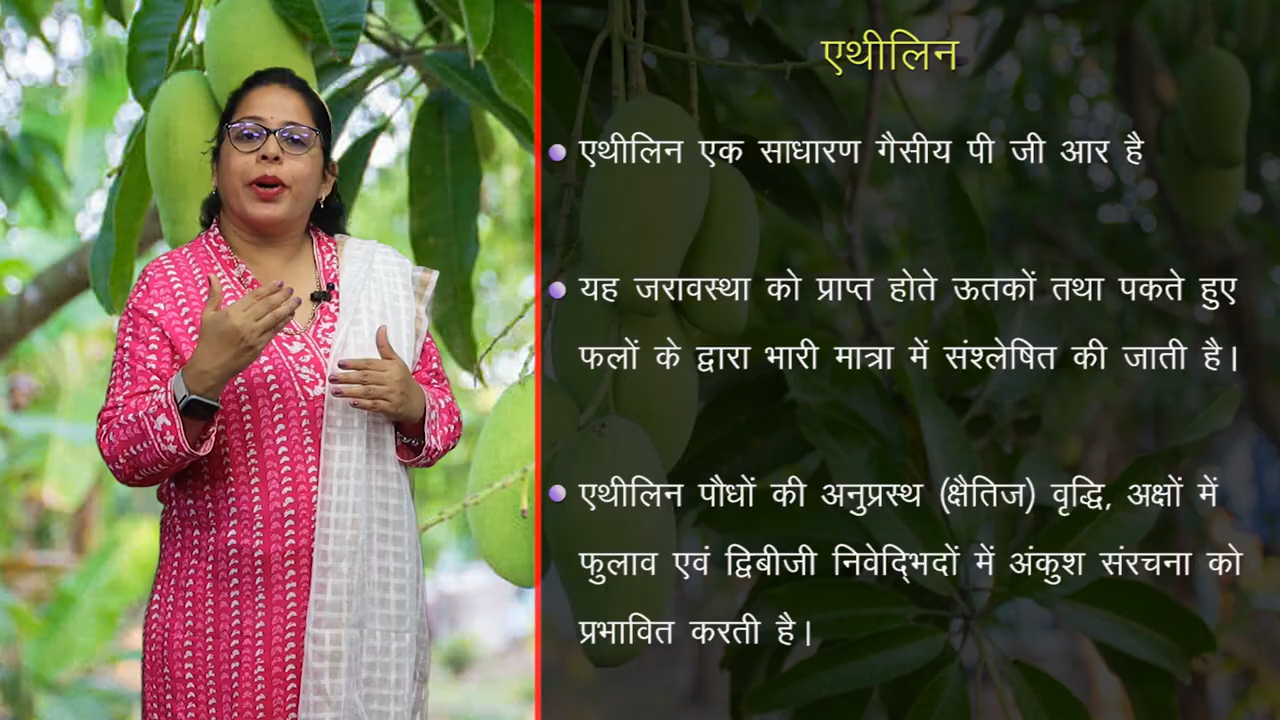 एथीलिन
एथीलिन एक साधारण गैसीय पी जी आर है
यह जरावस्था को प्राप्त होते ऊतकों तथा पकते हुए
फलों के द्वारा भारी मात्रा में संश्लेषित की जाती है।
एथीलिन पौधों की अनुप्रस्थ (क्षैतिज) वृद्धि, अक्षों में
फुलाव एवं द्विबीजी निवेद्भिदों में अंकुश संरचना को
प्रभावित करती है।